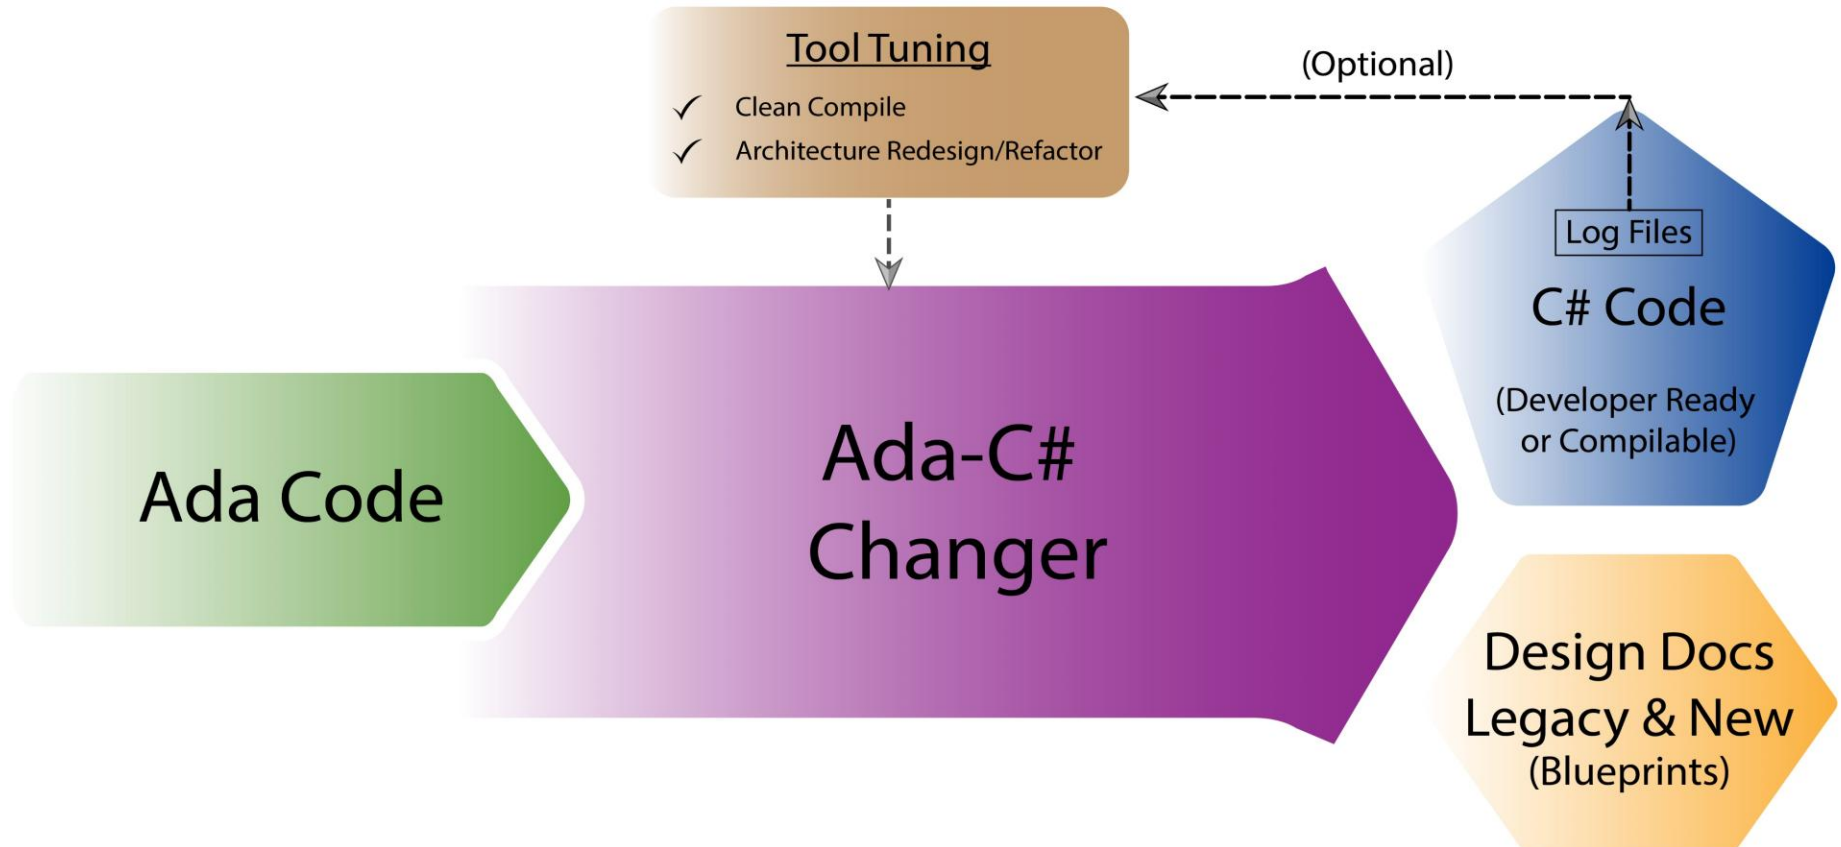 Tool Tuning
Clean Compile
Architecture Redesign/Refactor
(Optional)
Log Files
C# Code
(Developer Ready
or Compilable)
Ada Code
Ada-C#
Changer
Design Docs
Legacy & New
(Blueprints)